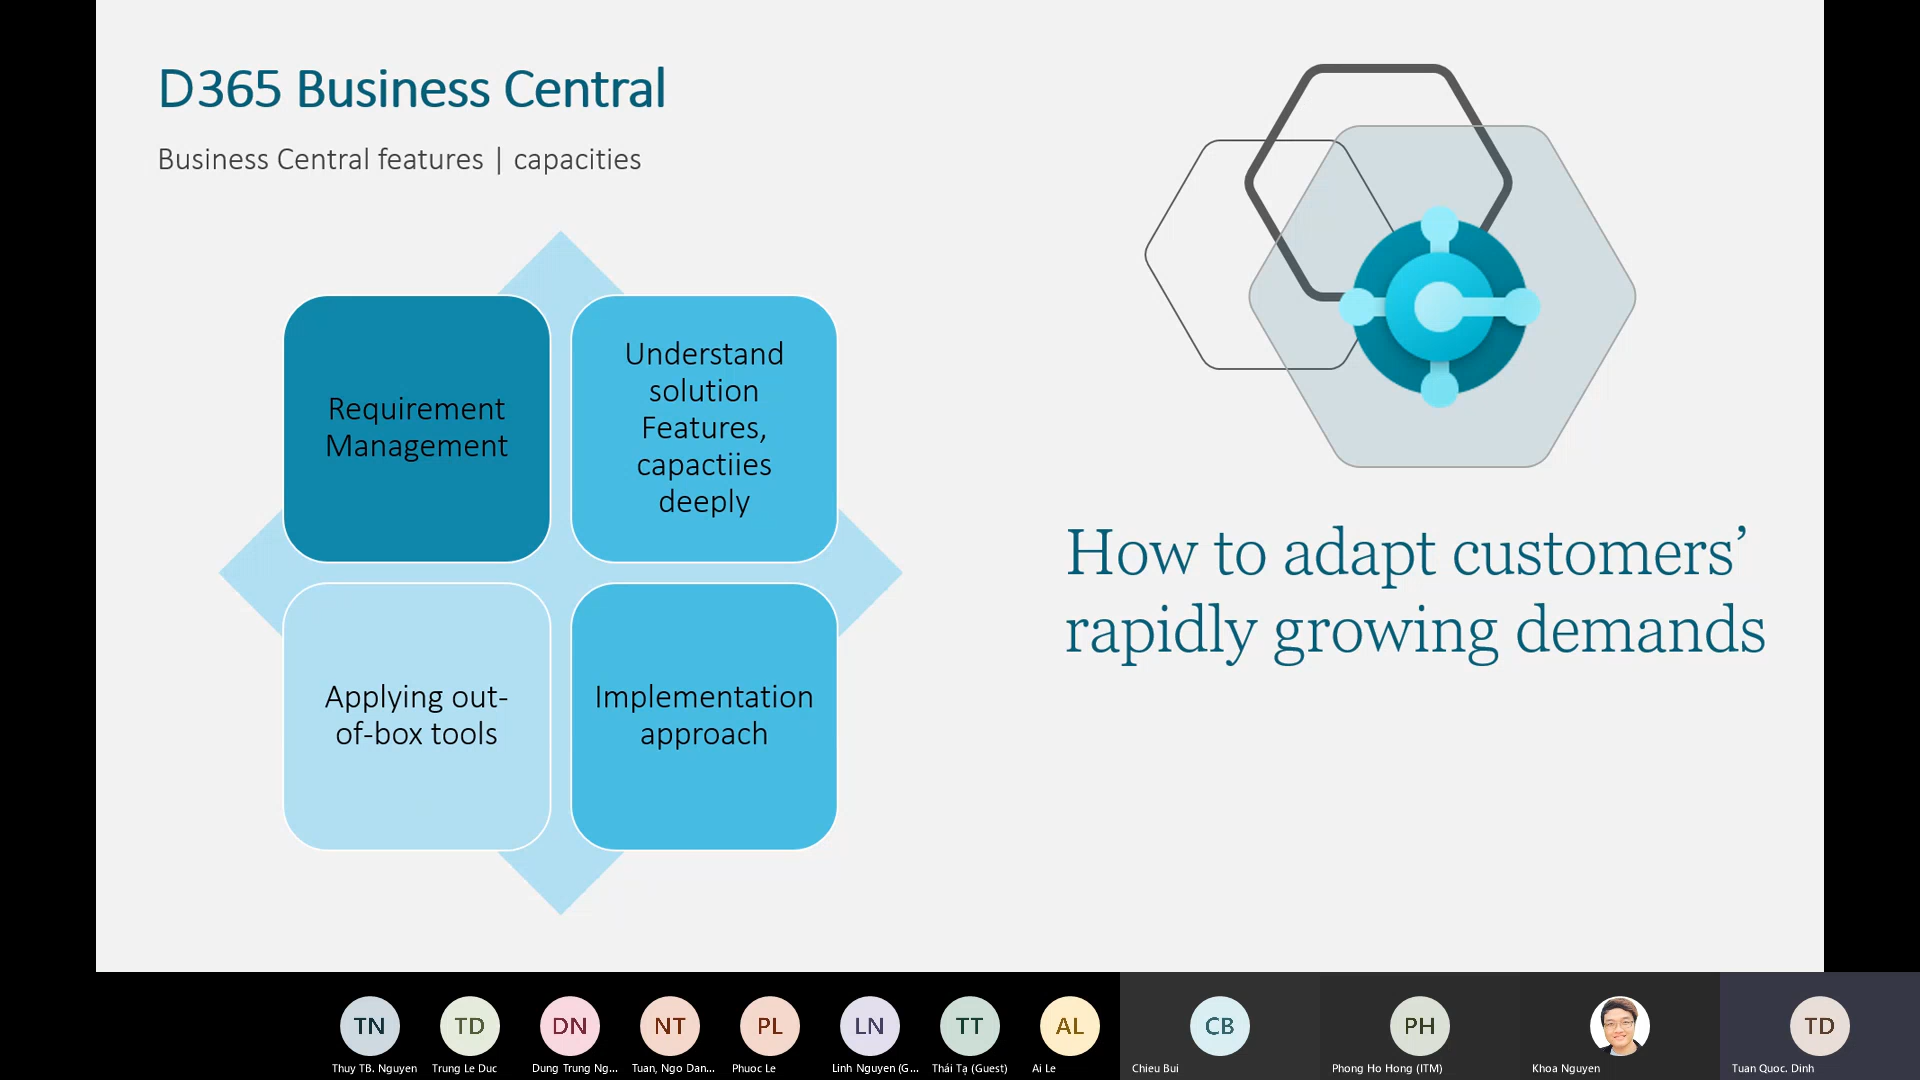 D365 Business Central
Business Central features | capacities
Requirement
Management
Understand
solution
Features,
capactiies
deeply
Applying out-
of-box tools
Implementation
approach
How to adapt customers’
rapidly growing demands
TN
TD
DN
NT
PL
LN
TT
AL
CB
PH
TD
Thuy TB. Nguyen
Trung Le Duc
Dung Trung Ng...
Tuan, Ngo Dan...
Phuoc Le
Linh Nguyen (G...
Thái Tạ (Guest)
Ai Le
Chieu Bui
Phong Ho Hong (ITM)
Khoa Nguyen
Tuan Quoc. Dinh